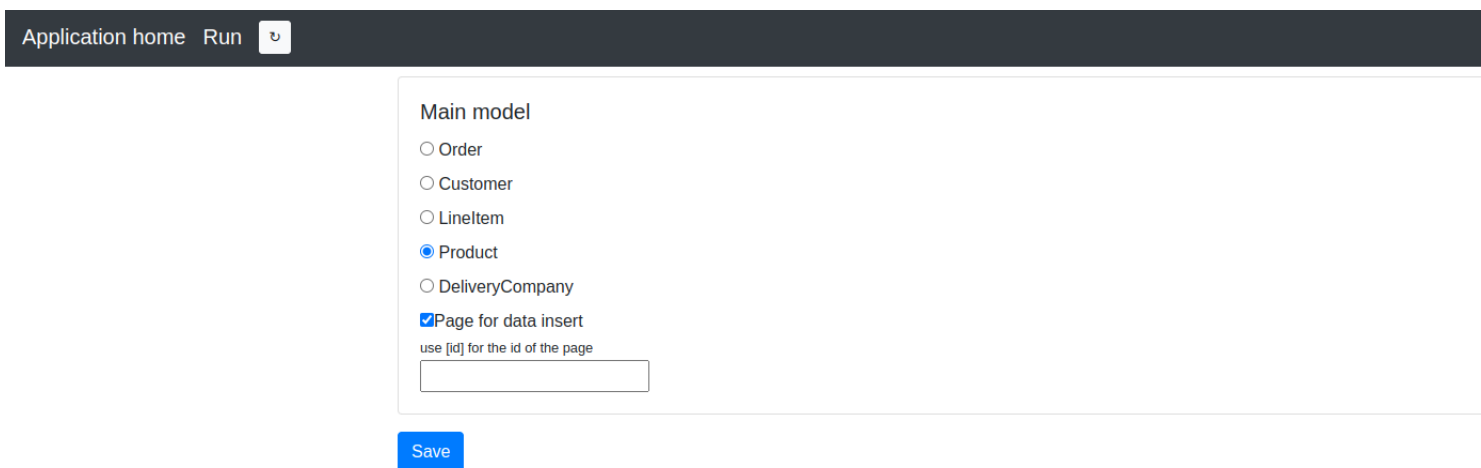 Application home Run ↻
Main model
Order
Customer
LineItem
Product
DeliveryCompany
Page for data insert
use [id] for the id of the page
Save